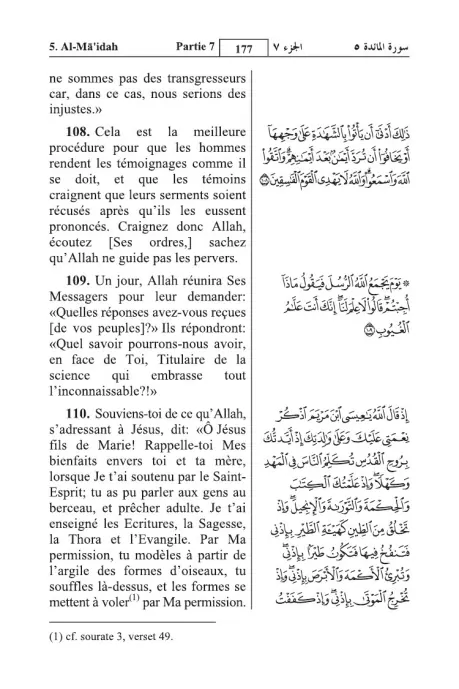 5. Al-Mā'idah Partie 7 177 الجزء ٧ سورة المائدة ٥
ne sommes pas des transgresseurs
car, dans ce cas, nous serions des
injustes.»
108. Cela est la meilleure
procédure pour que les hommes
rendent les témoignages comme il
se doit, et que les témoins
craignent que leurs serments soient
récusés après qu'ils les eussent
prononcés. Craignez donc Allah,
écoutez [Ses ordres,] sachez
qu'Allah ne guide pas les pervers.
ذَٰلِكَ أَدْنَىٰ أَن يَأْتُوا۟ بِٱلشَّهَـٰدَةِ عَلَىٰ وَجْهِهَآ
أَوْ يَخَافُوٓا۟ أَن تُرَدَّ أَيْمَـٰنٌۢ بَعْدَ أَيْمَـٰنِهِمْ ۗ وَٱتَّقُوا۟
ٱللَّهَ وَٱسْمَعُوا۟ ۗ وَٱللَّهُ لَا يَهْدِى ٱلْقَوْمَ ٱلْفَـٰسِقِينَ ١٠٨
109. Un jour, Allah réunira Ses
Messagers pour leur demander:
«Quelles réponses avez-vous reçues
[de vos peuples]?» Ils répondront:
«Quel savoir pourrons-nous avoir,
en face de Toi, Titulaire de la
science qui embrasse tout
l'inconnaissable?!»
۞ يَوْمَ يَجْمَعُ ٱللَّهُ ٱلرُّسُلَ فَيَقُولُ مَاذَآ
أُجِبْتُمْ ۖ قَالُوا۟ لَا عِلْمَ لَنَآ ۖ إِنَّكَ أَنتَ عَلَّـٰمُ
ٱلْغُيُوبِ ١٠٩
110. Souviens-toi de ce qu'Allah,
s'adressant à Jésus, dit: «Ô Jésus
fils de Marie! Rappelle-toi Mes
bienfaits envers toi et ta mère,
lorsque Je t'ai soutenu par le Saint-
Esprit; tu as pu parler aux gens au
berceau, et prêcher adulte. Je t'ai
enseigné les Ecritures, la Sagesse,
la Thora et l'Evangile. Par Ma
permission, tu modèles à partir de
l'argile des formes d'oiseaux, tu
souffles là-dessus, et les formes se
mettent à voler(1) par Ma permission.
إِذْ قَالَ ٱللَّهُ يَـٰعِيسَى ٱبْنَ مَرْيَمَ ٱذْكُرْ
نِعْمَتِى عَلَيْكَ وَعَلَىٰ وَٰلِدَتِكَ إِذْ أَيَّدتُّكَ
بِرُوحِ ٱلْقُدُسِ تُكَلِّمُ ٱلنَّاسَ فِى ٱلْمَهْدِ
وَكَهْلًا ۖ وَإِذْ عَلَّمْتُكَ ٱلْكِتَـٰبَ
وَٱلْحِكْمَةَ وَٱلتَّوْرَىٰةَ وَٱلْإِنجِيلَ ۖ وَإِذْ
تَخْلُقُ مِنَ ٱلطِّينِ كَهَيْـَٔةِ ٱلطَّيْرِ بِإِذْنِى
فَتَنفُخُ فِيهَا فَتَكُونُ طَيْرًۢا بِإِذْنِى ۖ
وَتُبْرِئُ ٱلْأَكْمَهَ وَٱلْأَبْرَصَ بِإِذْنِى ۖ وَإِذْ
تُخْرِجُ ٱلْمَوْتَىٰ بِإِذْنِى ۖ وَإِذْ كَفَفْتُ
(1) cf. sourate 3, verset 49.